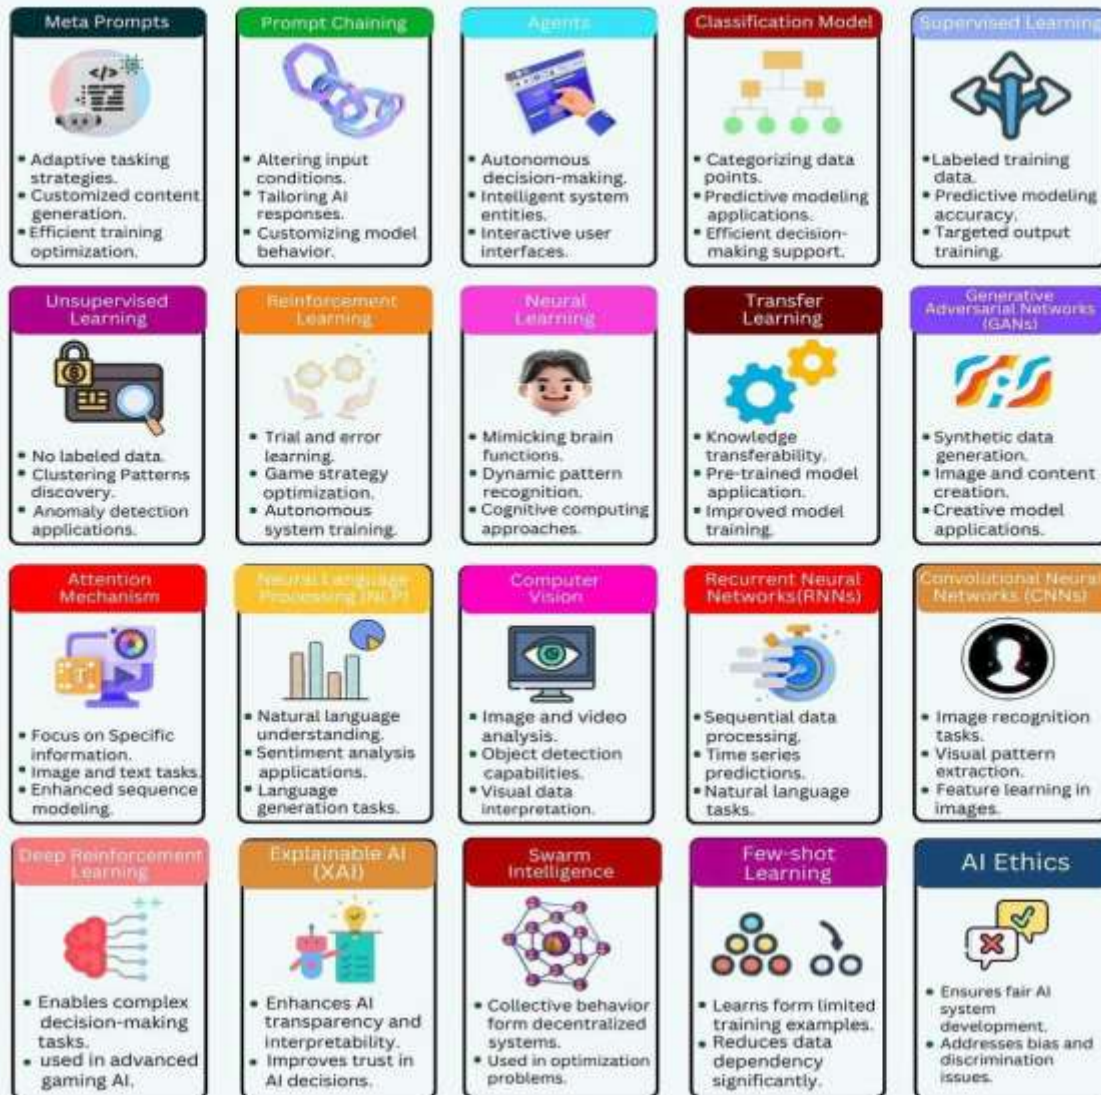 Meta Prompts
</>
• Adaptive tasking
strategies.
• Customized content
generation.
• Efficient training
optimization.
Prompt Chaining
• Altering input
conditions.
• Tailoring AI
responses.
• Customizing model
behavior.
Agents
• Autonomous
decision-making.
• Intelligent system
entities.
• Interactive user
interfaces.
Classification Model
• Categorizing data
points.
• Predictive modeling
applications.
• Efficient decision-
making support.
Supervised Learning
• Labeled training
data.
• Predictive modeling
accuracy.
• Targeted output
training.
Unsupervised
Learning
• No labeled data.
• Clustering Patterns
discovery.
• Anomaly detection
applications.
Reinforcement
Learning
• Trial and error
learning.
• Game strategy
optimization.
• Autonomous
system training.
Neural
Learning
• Mimicking brain
functions.
• Dynamic pattern
recognition.
• Cognitive computing
approaches.
Transfer
Learning
• Knowledge
transferability.
• Pre-trained model
application.
• Improved model
training.
Generative
Adversarial Networks
(GANs)
• Synthetic data
generation.
• Image and content
creation.
• Creative model
applications.
Attention
Mechanism
T
• Focus on Specific
information.
• Image and text tasks.
• Enhanced sequence
modeling.
Neural Language
Processing (NLP)
• Natural language
understanding.
• Sentiment analysis
applications.
• Language
generation tasks.
Computer
Vision
• Image and video
analysis.
• Object detection
capabilities.
• Visual data
interpretation.
Recurrent Neural
Networks(RNNs)
• Sequential data
processing.
• Time series
predictions.
• Natural language
tasks.
Convolutional Neural
Networks (CNNs)
• Image recognition
tasks.
• Visual pattern
extraction.
• Feature learning in
images.
Deep Reinforcement
Learning
• Enables complex
decision-making
tasks.
• used in advanced
gaming AI.
Explainable AI
(XAI)
• Enhances AI
transparency and
interpretability.
• Improves trust in
AI decisions.
Swarm
Intelligence
• Collective behavior
form decentralized
systems.
• Used in optimization
problems.
Few-shot
Learning
• Learns form limited
training examples.
• Reduces data
dependency
significantly.
AI Ethics
• Ensures fair AI
system
development.
• Addresses bias and
discrimination
issues.